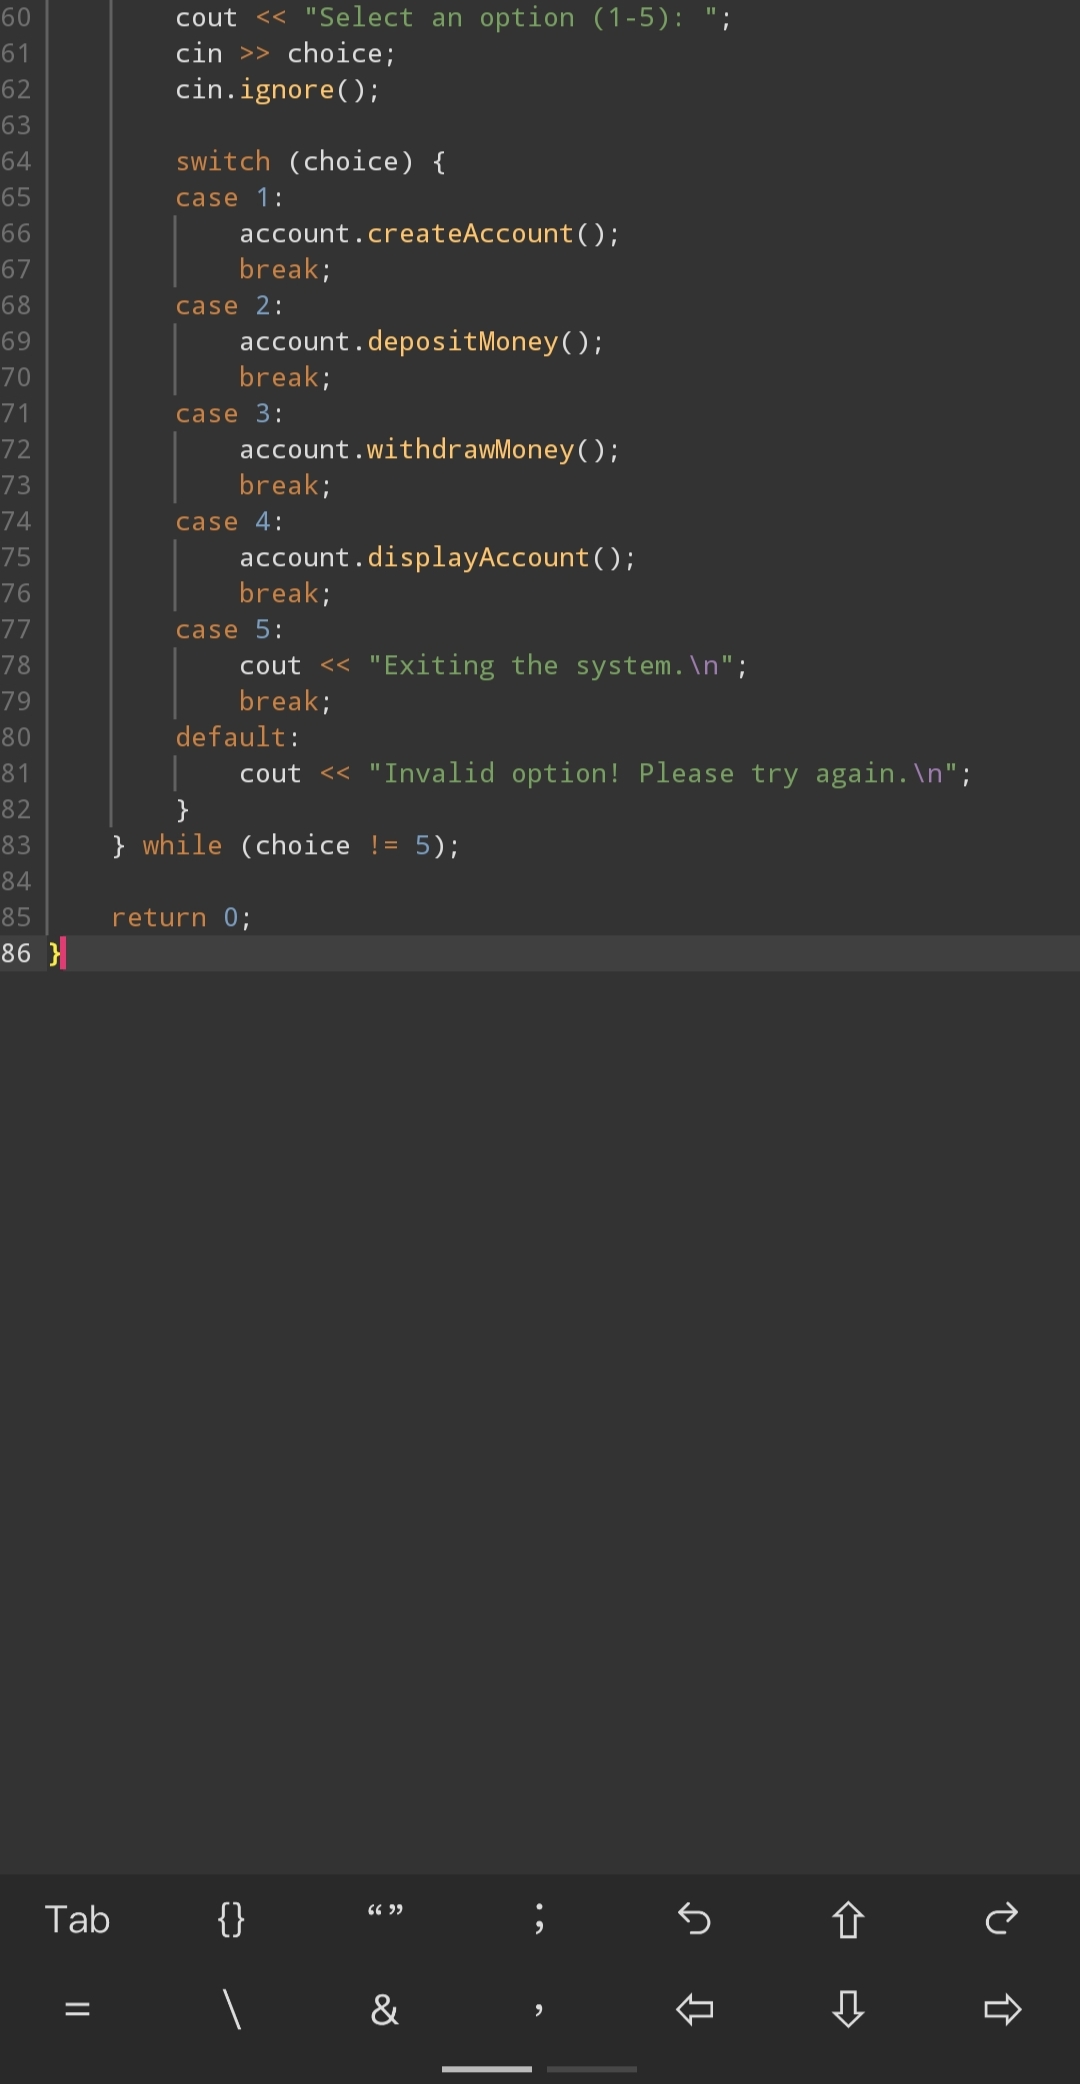 60 cout << "Select an option (1-5): ";
61 cin >> choice;
62 cin.ignore();
63
64 switch (choice) {
65 case 1:
66 account.createAccount();
67 break;
68 case 2:
69 account.depositMoney();
70 break;
71 case 3:
72 account.withdrawMoney();
73 break;
74 case 4:
75 account.displayAccount();
76 break;
77 case 5:
78 cout << "Exiting the system.\n";
79 break;
80 default:
81 cout << "Invalid option! Please try again.\n";
82 }
83 } while (choice != 5);
84
85 return 0;
86 }
Tab {} “” ;
= \ & ,